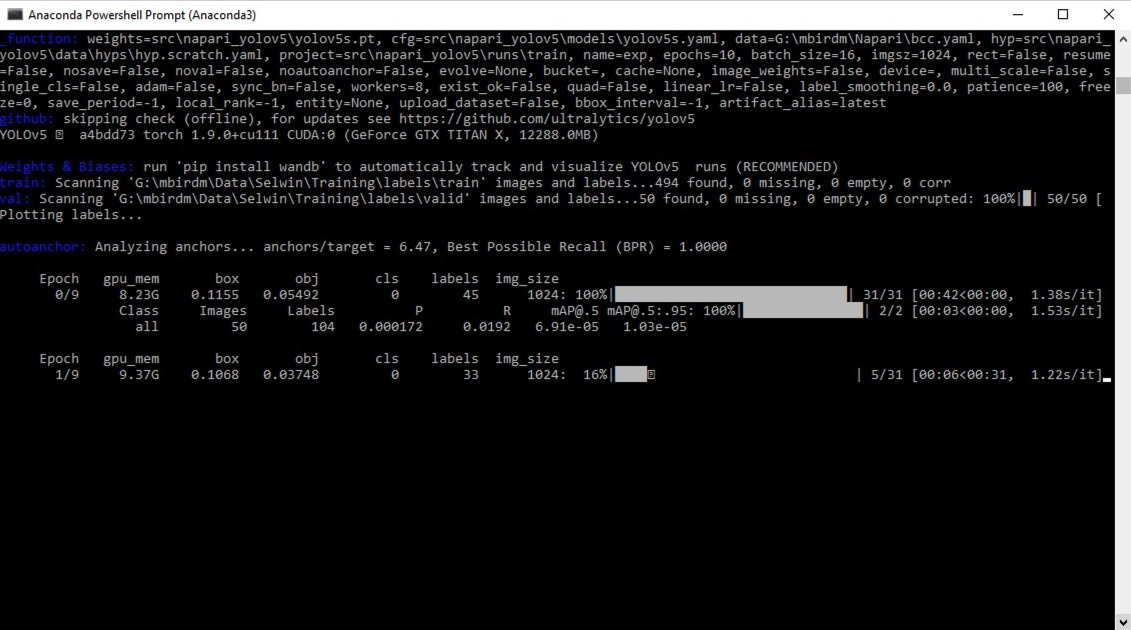 Anaconda Powershell Prompt (Anaconda3)
_function: weights=src\napari_yolov5\yolov5s.pt, cfg=src\napari_yolov5\models\yolov5s.yaml, data=G:\mbirdm\Napari\bcc.yaml, hyp=src\napari_
yolov5\data\hyps\hyp.scratch.yaml, project=src\napari_yolov5\runs\train, name=exp, epochs=10, batch_size=16, imgsz=1024, rect=False, resume
=False, nosave=False, noval=False, noautoanchor=False, evolve=None, bucket=, cache=None, image_weights=False, device=, multi_scale=False, s
ingle_cls=False, adam=False, sync_bn=False, workers=8, exist_ok=False, quad=False, linear_lr=False, label_smoothing=0.0, patience=100, free
ze=0, save_period=-1, local_rank=-1, entity=None, upload_dataset=False, bbox_interval=-1, artifact_alias=latest
github: skipping check (offline), for updates see https://github.com/ultralytics/yolov5
YOLOv5 a4bdd73 torch 1.9.0+cu111 CUDA:0 (GeForce GTX TITAN X, 12288.0MB)
Weights & Biases: run 'pip install wandb' to automatically track and visualize YOLOv5  runs (RECOMMENDED)
train: Scanning 'G:\mbirdm\Data\Selwin\Training\labels\train' images and labels...494 found, 0 missing, 0 empty, 0 corr
val: Scanning 'G:\mbirdm\Data\Selwin\Training\labels\valid' images and labels...50 found, 0 missing, 0 empty, 0 corrupted: 100%|█| 50/50 [
Plotting labels...
autoanchor: Analyzing anchors... anchors/target = 6.47, Best Possible Recall (BPR) = 1.0000
Epoch gpu_mem box obj cls labels img_size
0/9 8.23G 0.1155 0.05492 0 45 1024: 100%|██████████| 31/31 [00:42<00:00, 1.38s/it]
Class Images Labels P R mAP@.5 mAP@.5:.95: 100%|██████████| 2/2 [00:03<00:00, 1.53s/it]
all 50 104 0.000172 0.0192 6.91e-05 1.03e-05
Epoch gpu_mem box obj cls labels img_size
1/9 9.37G 0.1068 0.03748 0 33 1024: 16%|████ | 5/31 [00:06<00:31, 1.22s/it]